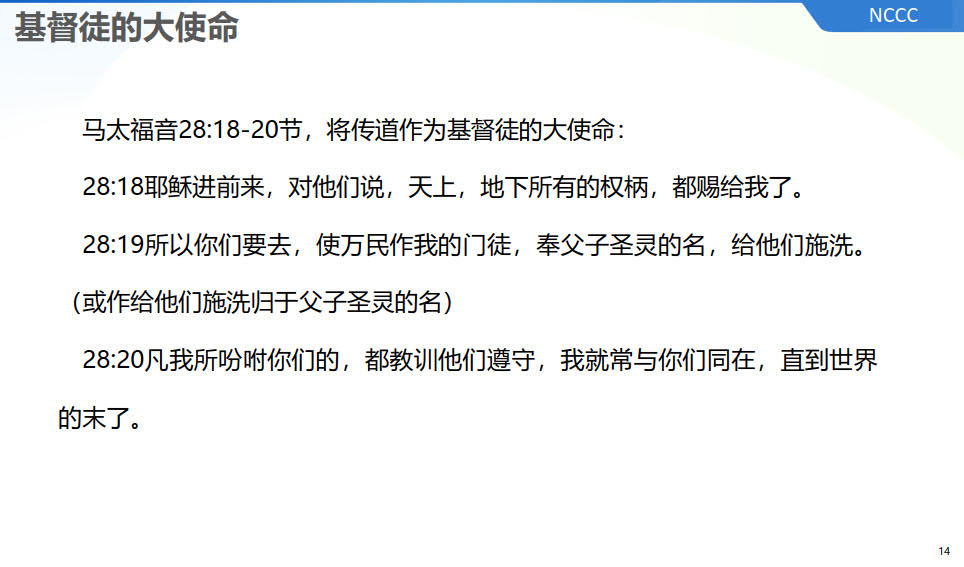 基督徒的大使命
NCCC
马太福音28:18-20节，将传道作为基督徒的大使命：
28:18耶稣进前来，对他们说，天上，地下所有的权柄，都赐给我了。
28:19所以你们要去，使万民作我的门徒，奉父子圣灵的名，给他们施洗。
（或作给他们施洗归于父子圣灵的名）
28:20凡我所吩咐你们的，都教训他们遵守，我就常与你们同在，直到世界
的末了。
14